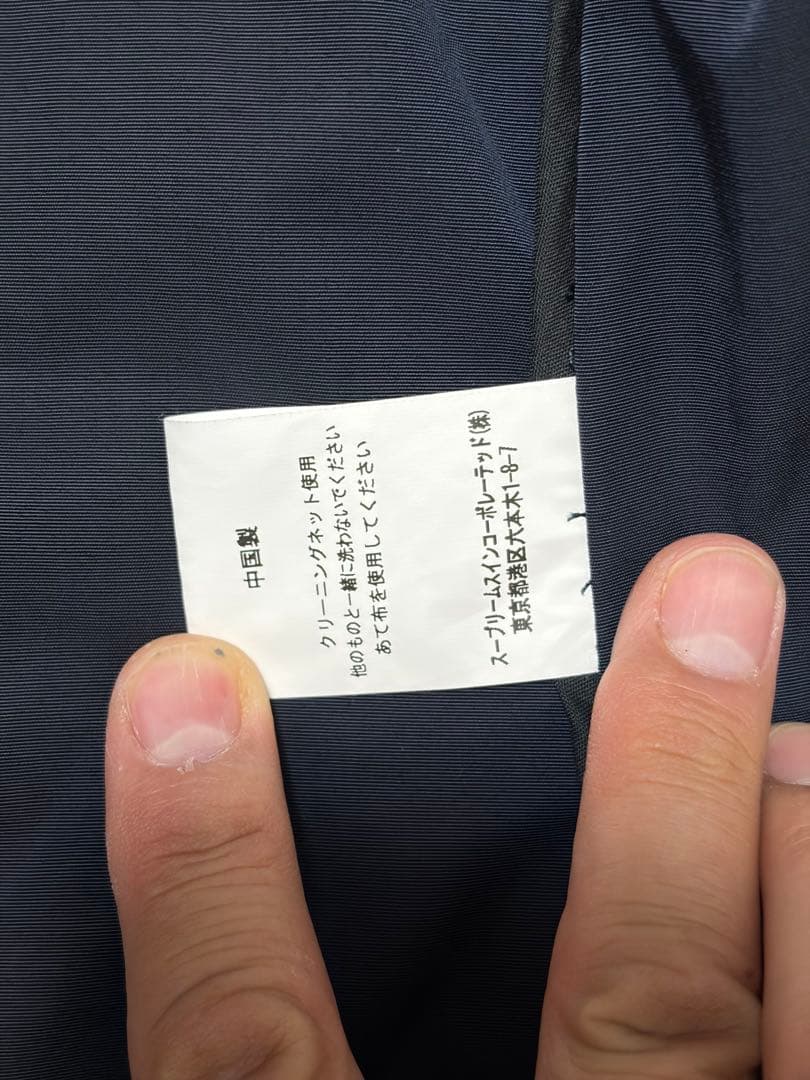 中国製
クリーニングネット使用
他のものと一緒に洗わないでください
あて布を使用してください
スープリームスインコーポレーテッド(株)
東京都港区六本木1-8-7